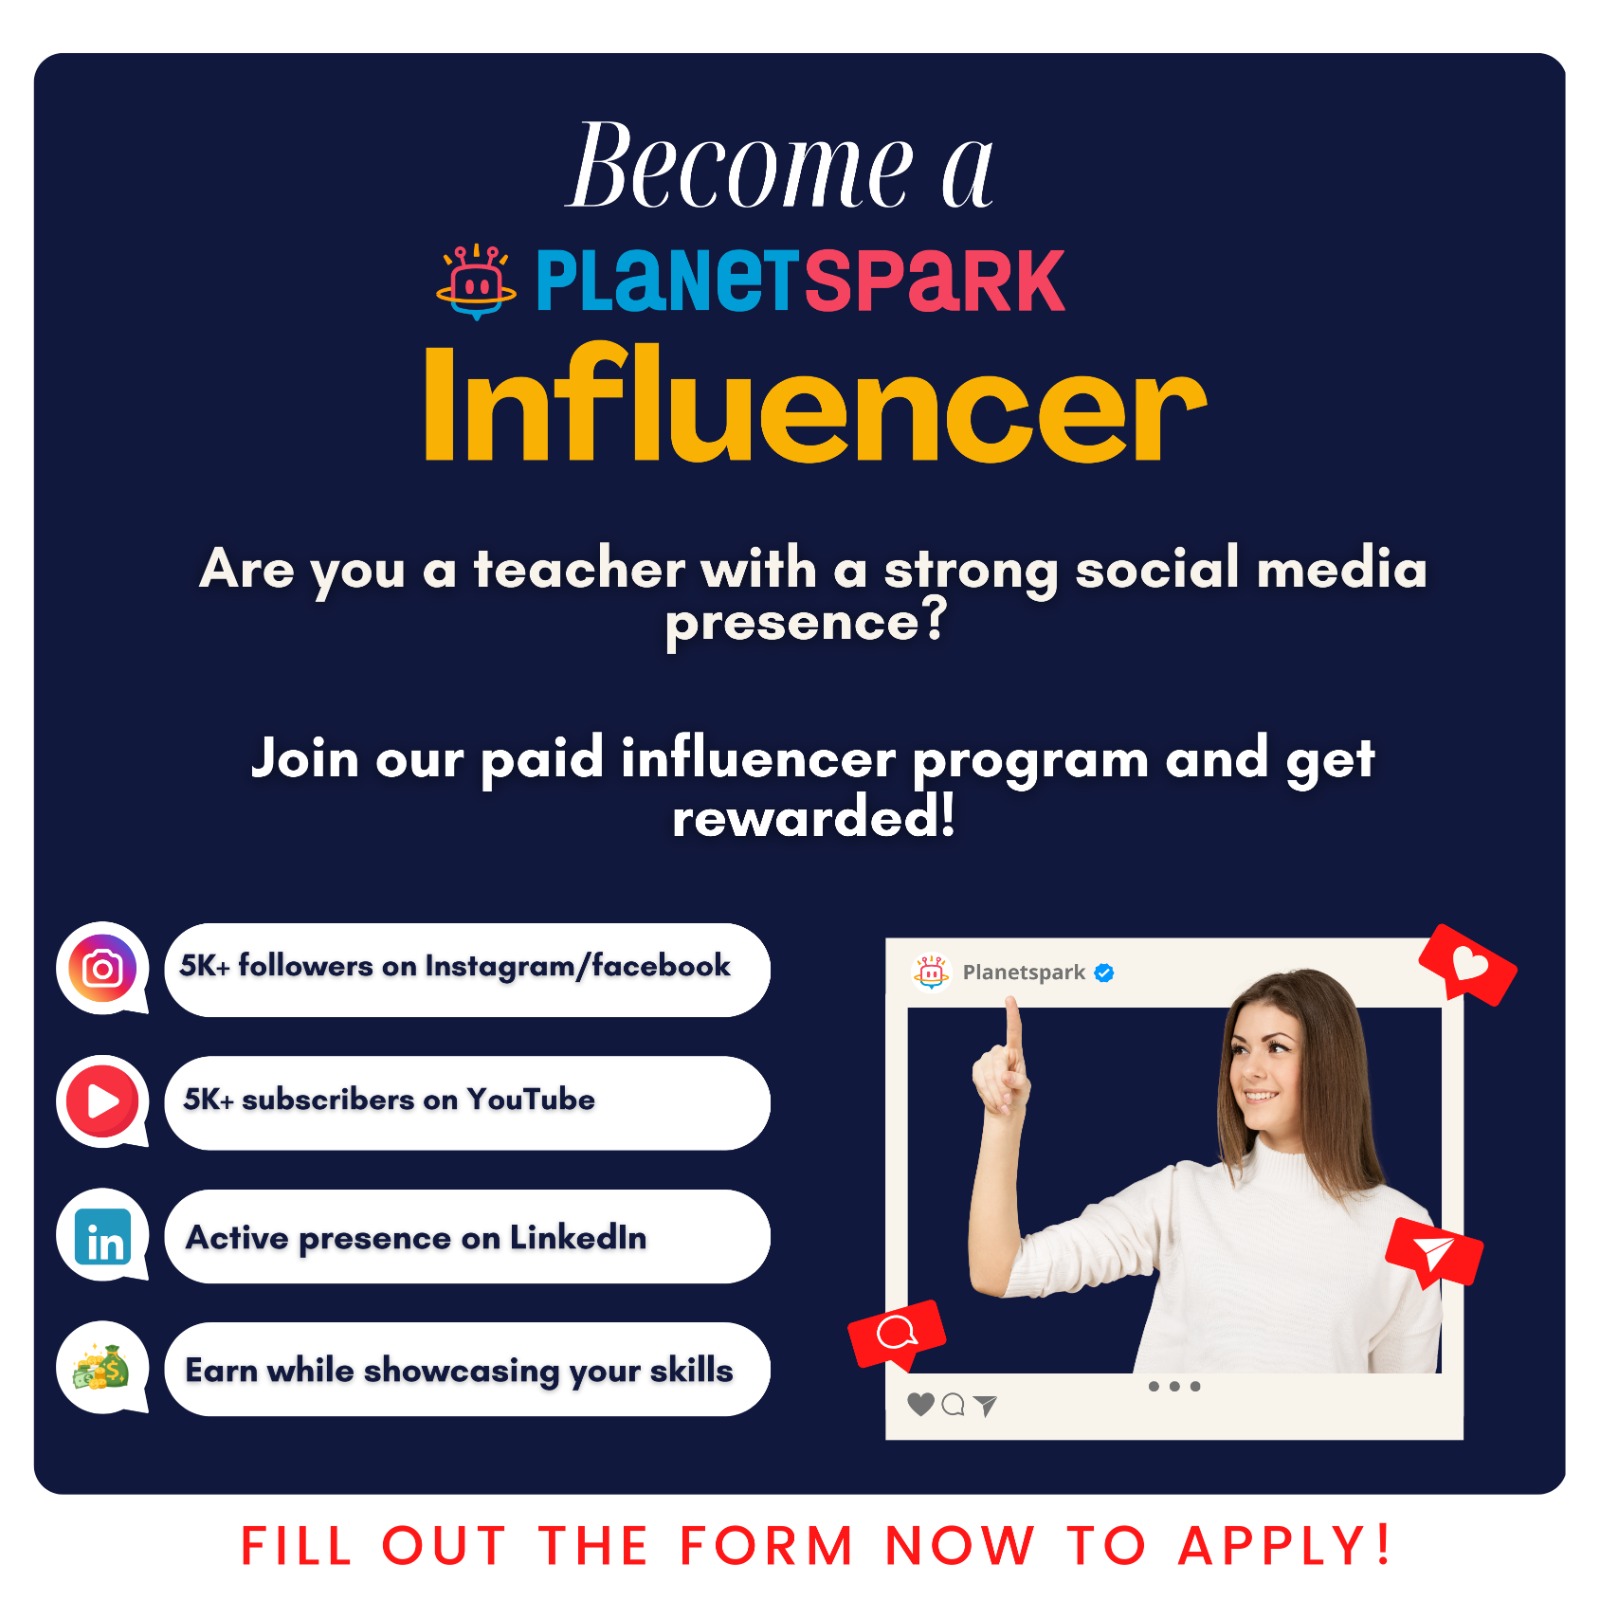 Become a
PLANETSPARK
Influencer
Are you a teacher with a strong social media
presence?
Join our paid influencer program and get
rewarded!
5K+ followers on Instagram/facebook
5K+ subscribers on YouTube
in
Active presence on LinkedIn
Earn while showcasing your skills
Planetspark
FILL OUT THE FORM NOW TO APPLY!